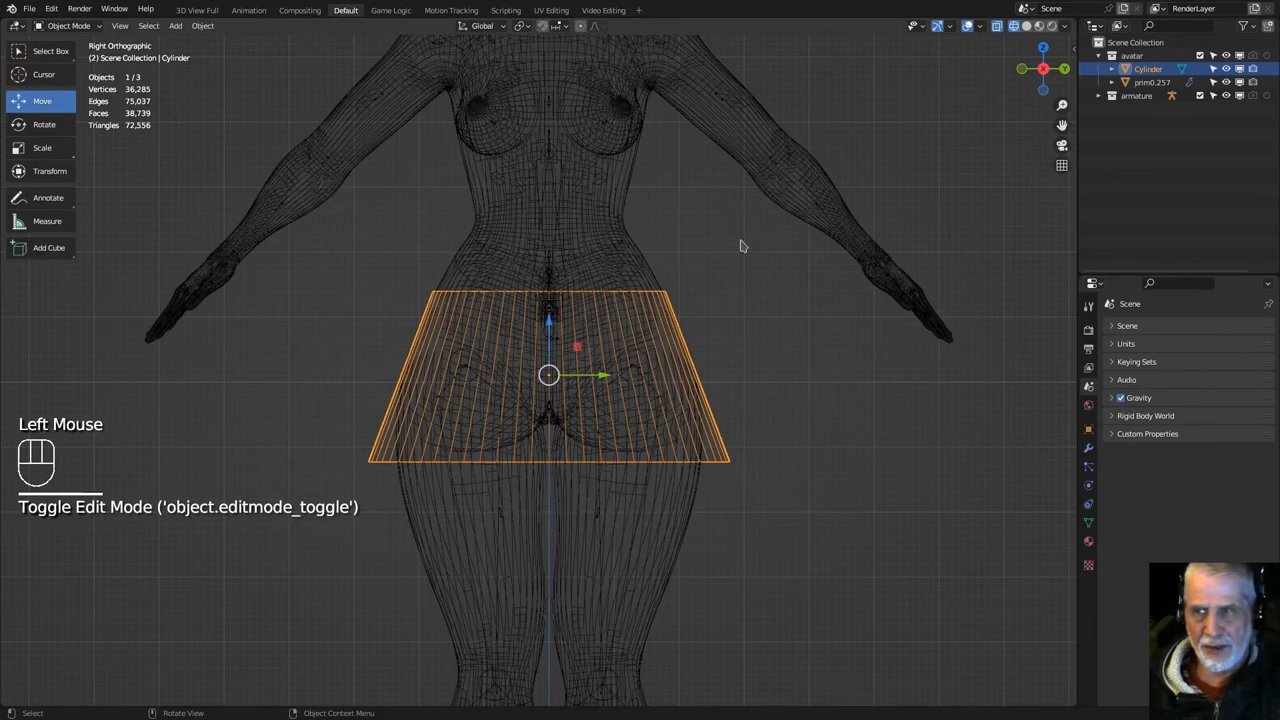 File Edit Render Window Help 3D View Full Animation Scripting Compositing Default Game Logic Motion Tracking Scripting UV Editing Video Editing Scene RenderLayer
Object Mode View Select Add Object Global
Select Box
Cursor
Move
Rotate
Scale
Transform
Annotate
Measure
Add Cube
Right Orthographic
(2) Scene Collection | Cylinder
Objects 1/3
Vertices 36,285
Edges 75,037
Faces 38,739
Triangles 72,556
Z
X
Y
Left Mouse
Toggle Edit Mode ('object.editmode_toggle')
Scene Collection
avatar
Cylinder
prim0.257
armature
Scene
Scene
Units
Keying Sets
Audio
Gravity
Rigid Body World
Custom Properties
Select Rotate View Object Context Menu